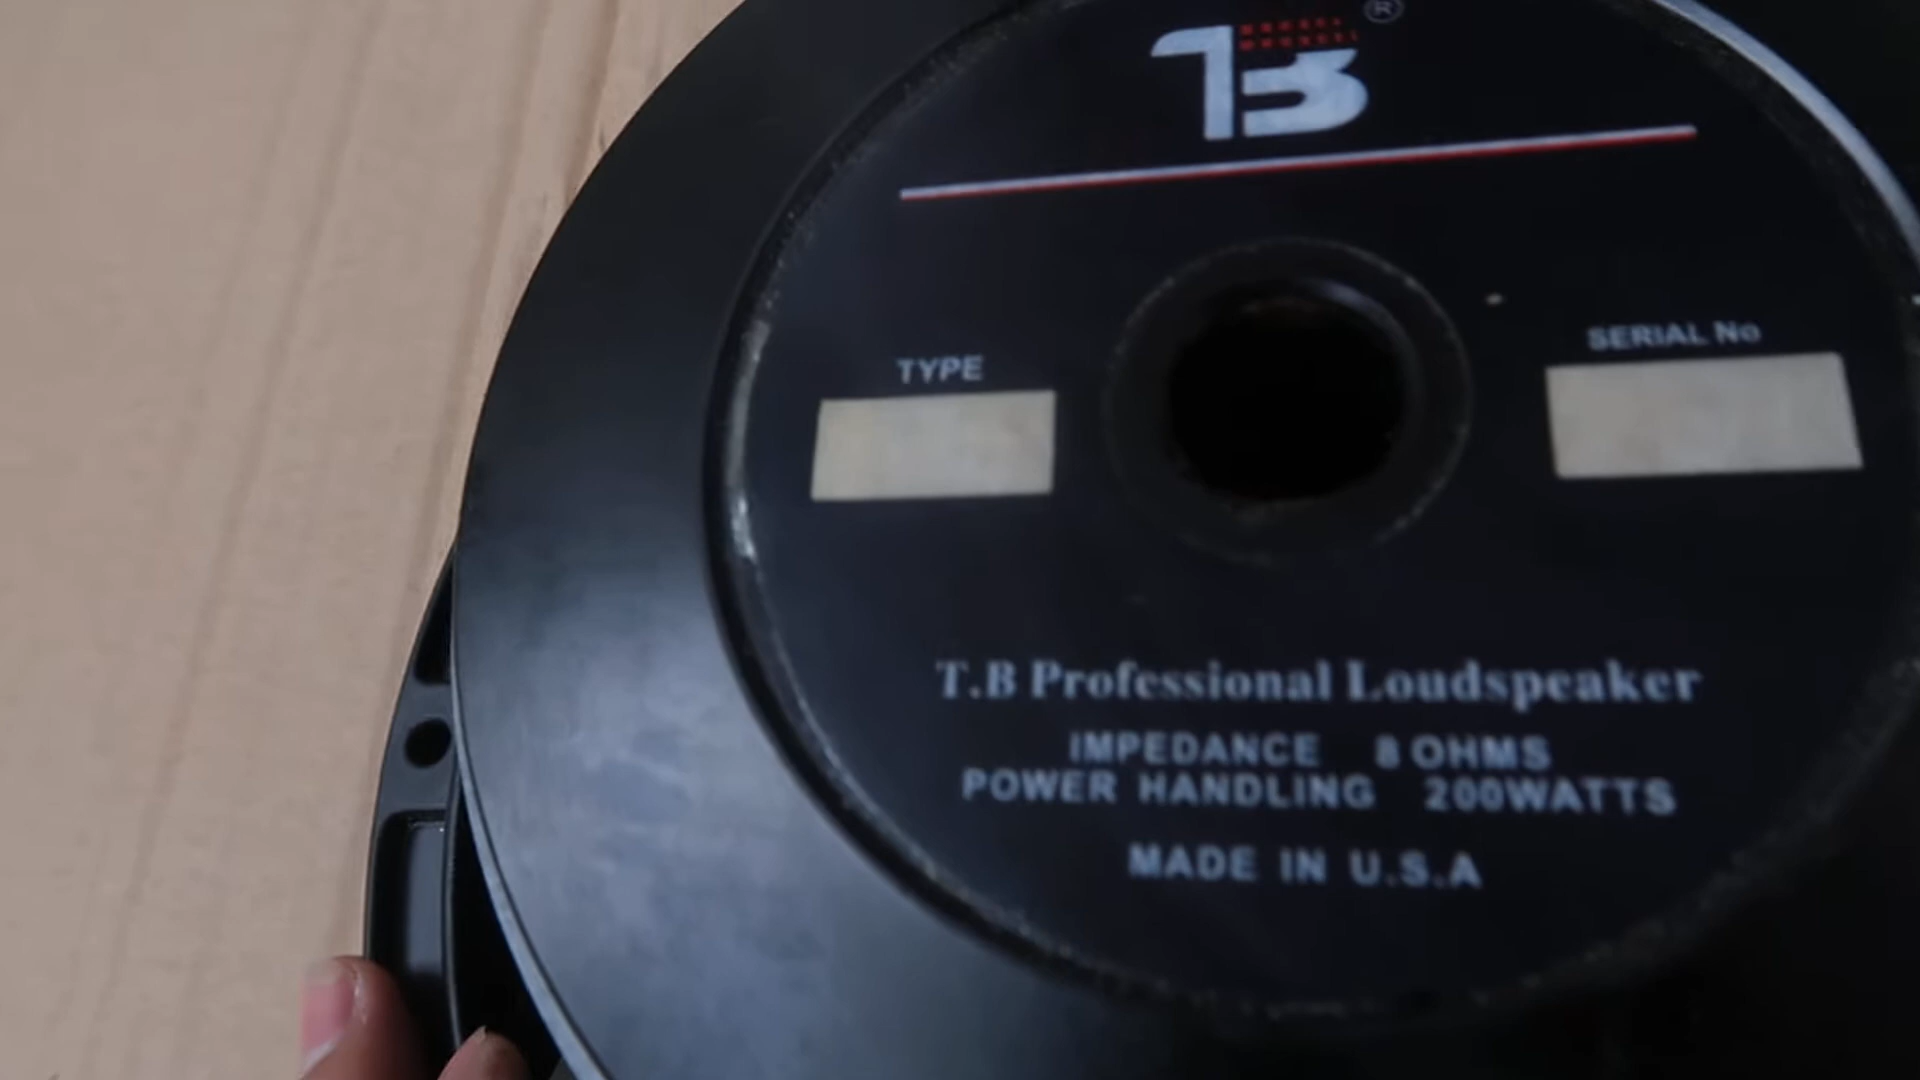 TB ®
TYPE
SERIAL No
T.B Professional Loudspeaker
IMPEDANCE 8 OHMS
POWER HANDLING 200WATTS
MADE IN U.S.A